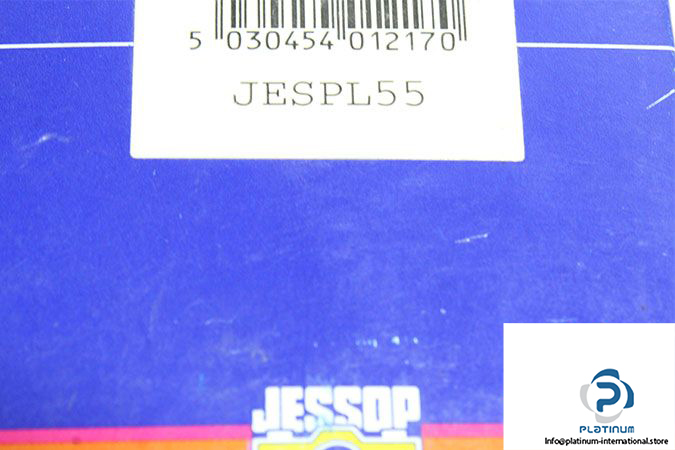 5 030454 012170
JESPL55
JESSOP
PLATINUM
Info@platinum-international.store